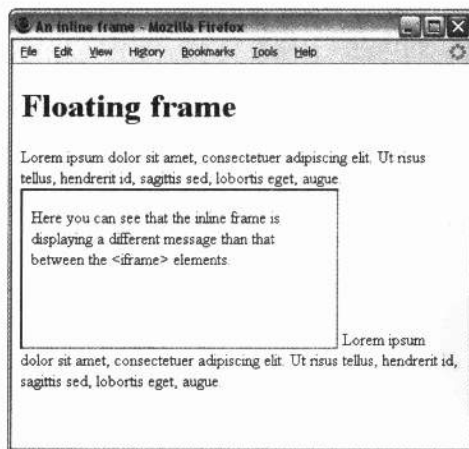 An inline frame - Mozilla Firefox
File Edit View History Bookmarks Tools Help
Floating frame
Lorem ipsum dolor sit amet, consectetuer adipiscing elit. Ut risus
tellus, hendrerit id, sagittis sed, lobortis eget, augue.
Here you can see that the inline frame is
displaying a different message than that
between the <iframe> elements.
Lorem ipsum
dolor sit amet, consectetuer adipiscing elit. Ut risus tellus, hendrerit id,
sagittis sed, lobortis eget, augue.